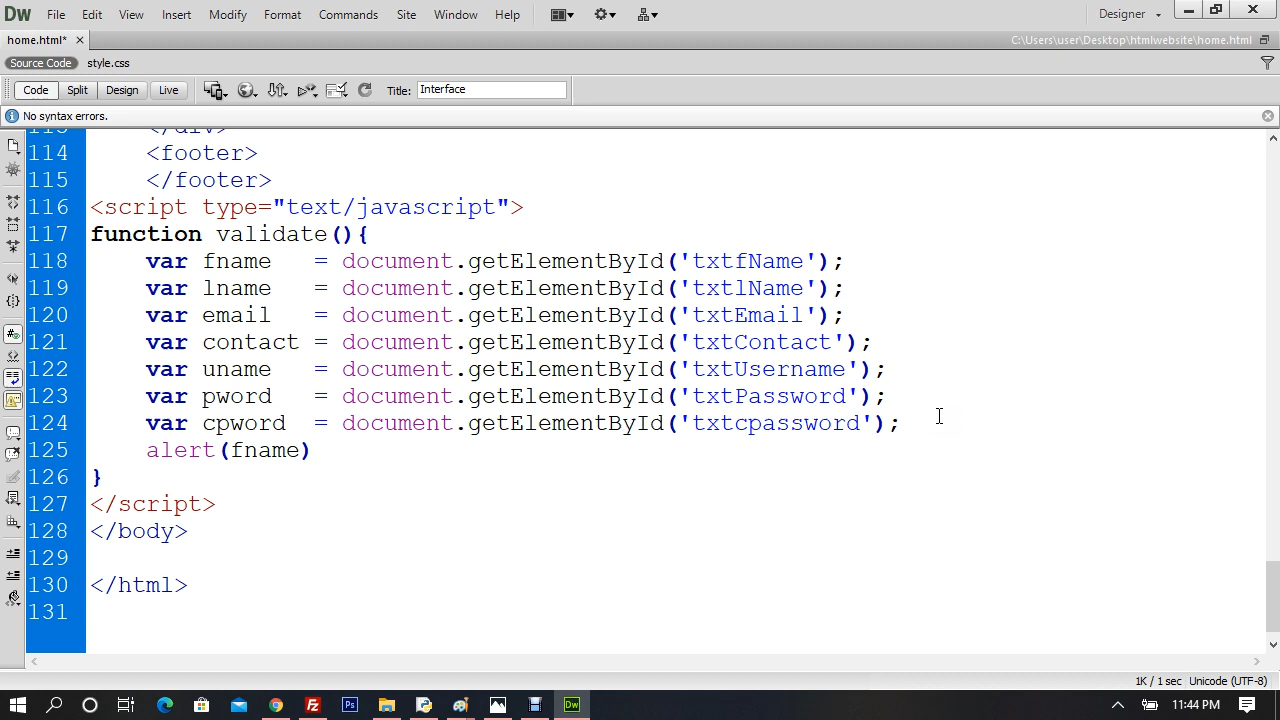 Dw File Edit View Insert Modify Format Commands Site Window Help Designer
home.html* C:\Users\user\Desktop\htmlwebsite\home.html
Source Code style.css
Code Split Design Live Title: Interface
No syntax errors.
113 </div>
114 <footer>
115 </footer>
116 <script type="text/javascript">
117 function validate(){
118 var fname = document.getElementById('txtfName');
119 var lname = document.getElementById('txtlName');
120 var email = document.getElementById('txtEmail');
121 var contact = document.getElementById('txtContact');
122 var uname = document.getElementById('txtUsername');
123 var pword = document.getElementById('txtPassword');
124 var cpword = document.getElementById('txtcpassword');
125 alert(fname)
126 }
127 </script>
128 </body>
129
130 </html>
131
1K / 1 sec Unicode (UTF-8)
Fz Ps Dw 11:44 PM